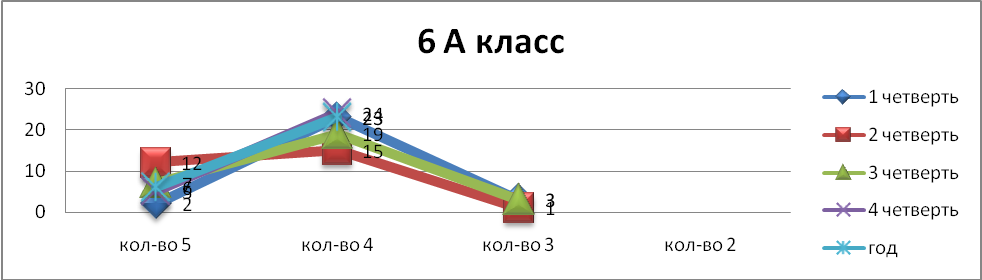 6 А класс
30
20
10
0
12
7
2
24
23
19
15
3
1
кол-во 5
кол-во 4
кол-во 3
кол-во 2
1 четверть
2 четверть
3 четверть
4 четверть
год